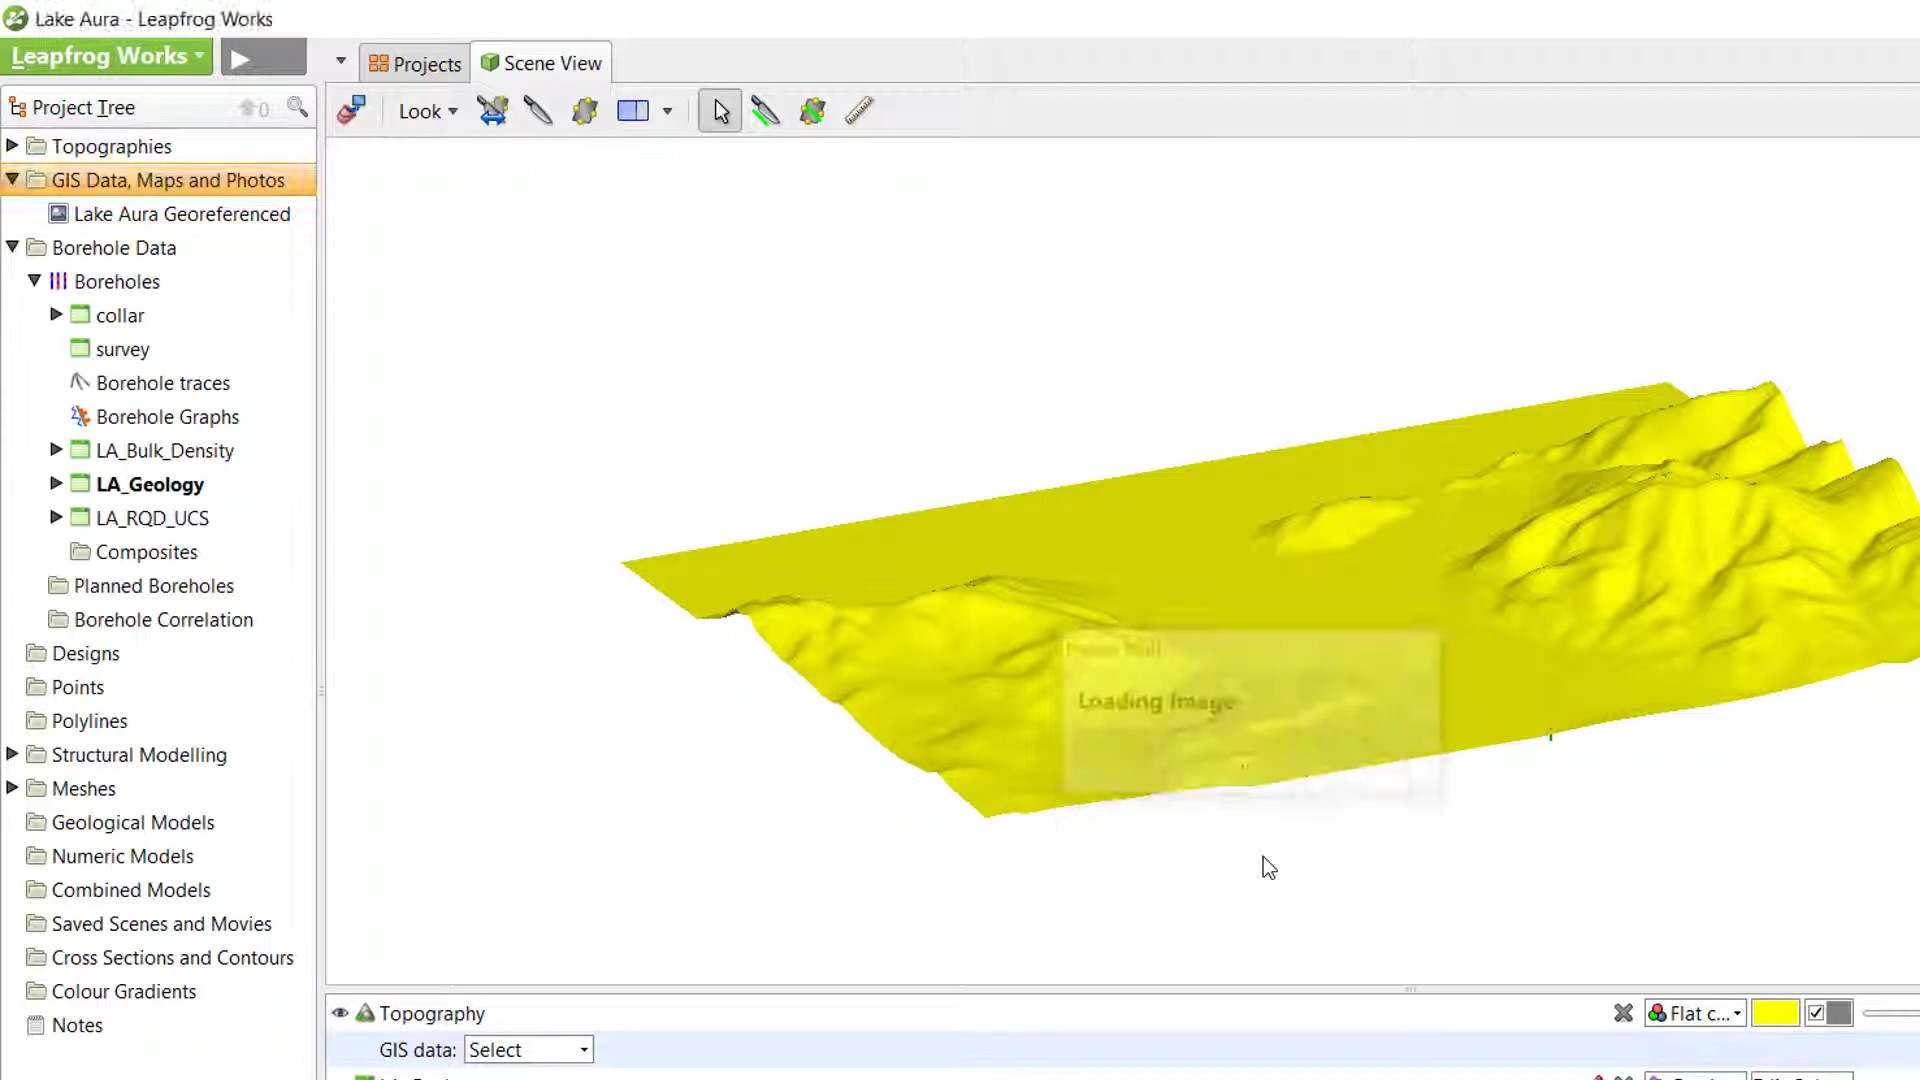 Lake Aura - Leapfrog Works
Leapfrog Works
Projects
Scene View
Project Tree
0
Look
Topographies
GIS Data, Maps and Photos
Lake Aura Georeferenced
Borehole Data
Boreholes
collar
survey
Borehole traces
Borehole Graphs
LA_Bulk_Density
LA_Geology
LA_RQD_UCS
Composites
Planned Boreholes
Borehole Correlation
Designs
Points
Polylines
Structural Modelling
Meshes
Geological Models
Numeric Models
Combined Models
Saved Scenes and Movies
Cross Sections and Contours
Colour Gradients
Notes
Loading Image
Topography
Flat c...
GIS data: Select